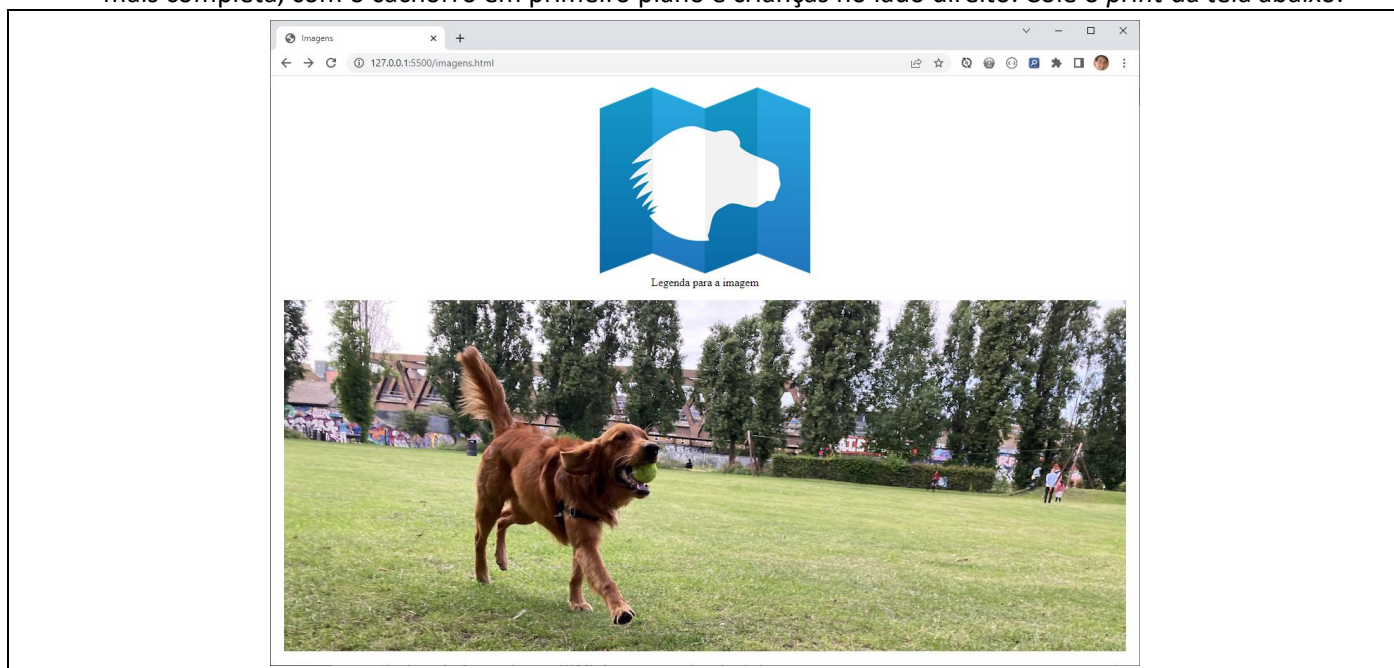 mais completa, com o cachorro em primeiro plano e crianças no lado direito. Cole o print da tela abaixo:
Imagens
127.0.0.1:5500/imagens.html
Legenda para a imagem